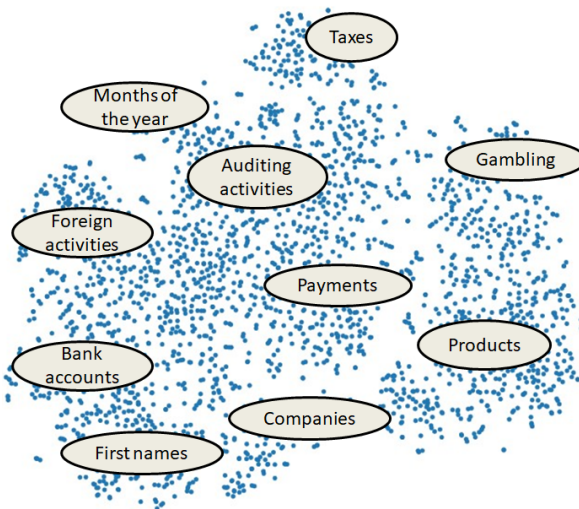 Taxes
Months of
the year
Gambling
Auditing
activities
Foreign
activities
Payments
Products
Bank
accounts
Companies
First names